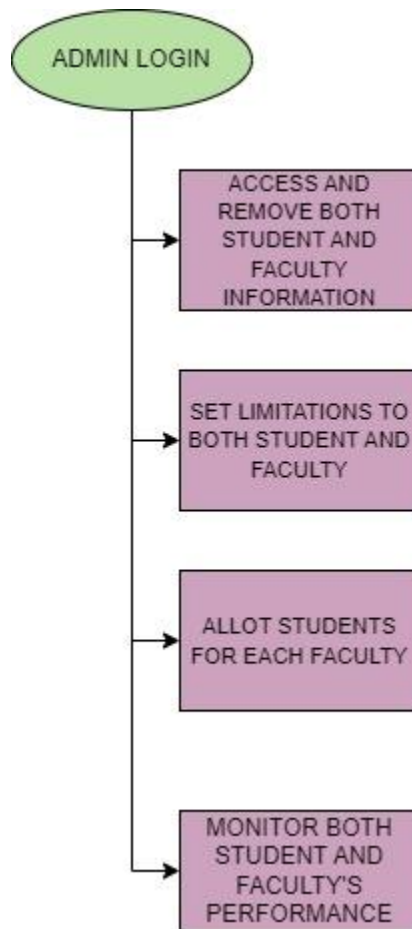 ADMIN LOGIN
ACCESS AND
REMOVE BOTH
STUDENT AND
FACULTY
INFORMATION
SET LIMITATIONS TO
BOTH STUDENT AND
FACULTY
ALLOT STUDENTS
FOR EACH FACULTY
MONITOR BOTH
STUDENT AND
FACULTY'S
PERFORMANCE